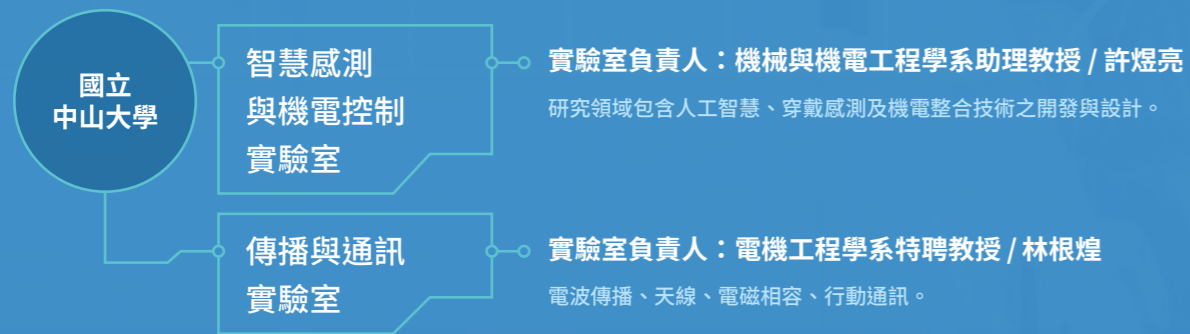 國立
中山大學
智慧感測
與機電控制
實驗室
實驗室負責人：機械與機電工程學系助理教授 / 許煜亮
研究領域包含人工智慧、穿戴感測及機電整合技術之開發與設計。
傳播與通訊
實驗室
實驗室負責人：電機工程學系特聘教授 / 林根煌
電波傳播、天線、電磁相容、行動通訊。